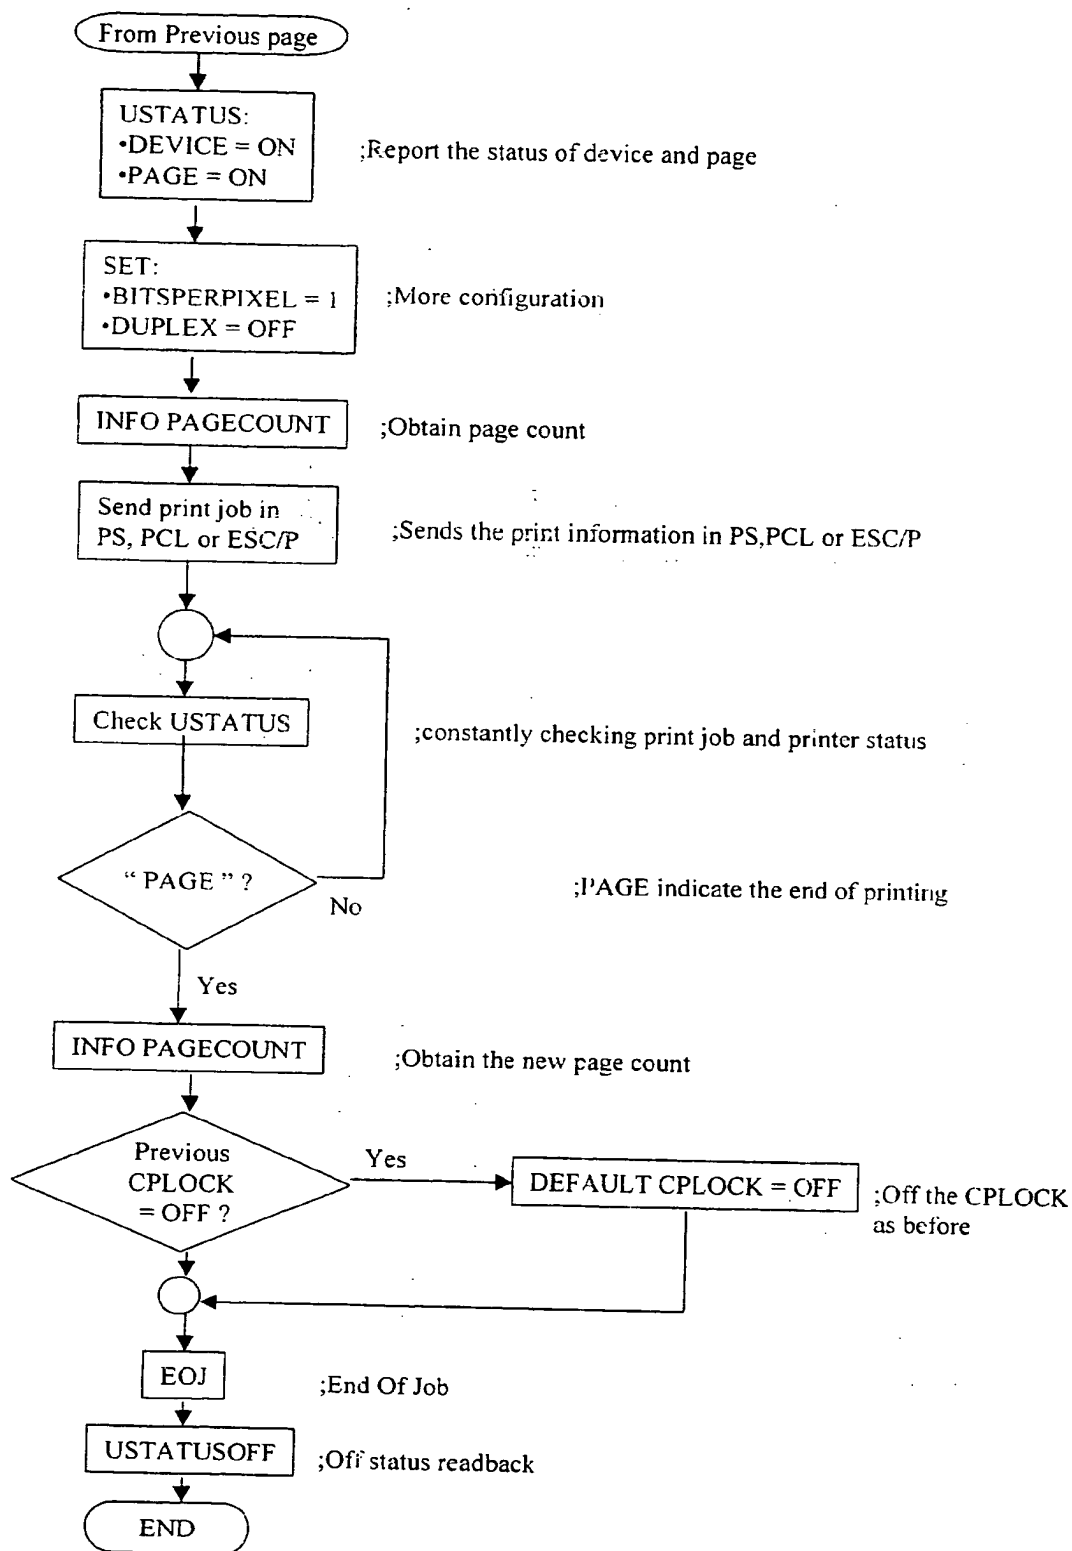 From Previous page
USTATUS:
•DEVICE = ON
•PAGE = ON
;Report the status of device and page
SET:
•BITSPERPIXEL = 1
•DUPLEX = OFF
;More configuration
INFO PAGECOUNT
;Obtain page count
Send print job in
PS, PCL or ESC/P
;Sends the print information in PS,PCL or ESC/P
Check USTATUS
;constantly checking print job and printer status
“ PAGE ” ?
No
;PAGE indicate the end of printing
Yes
INFO PAGECOUNT
;Obtain the new page count
Previous
CPLOCK
= OFF ?
Yes
DEFAULT CPLOCK = OFF
;Off the CPLOCK
as before
EOJ
;End Of Job
USTATUSOFF
;Off status readback
END